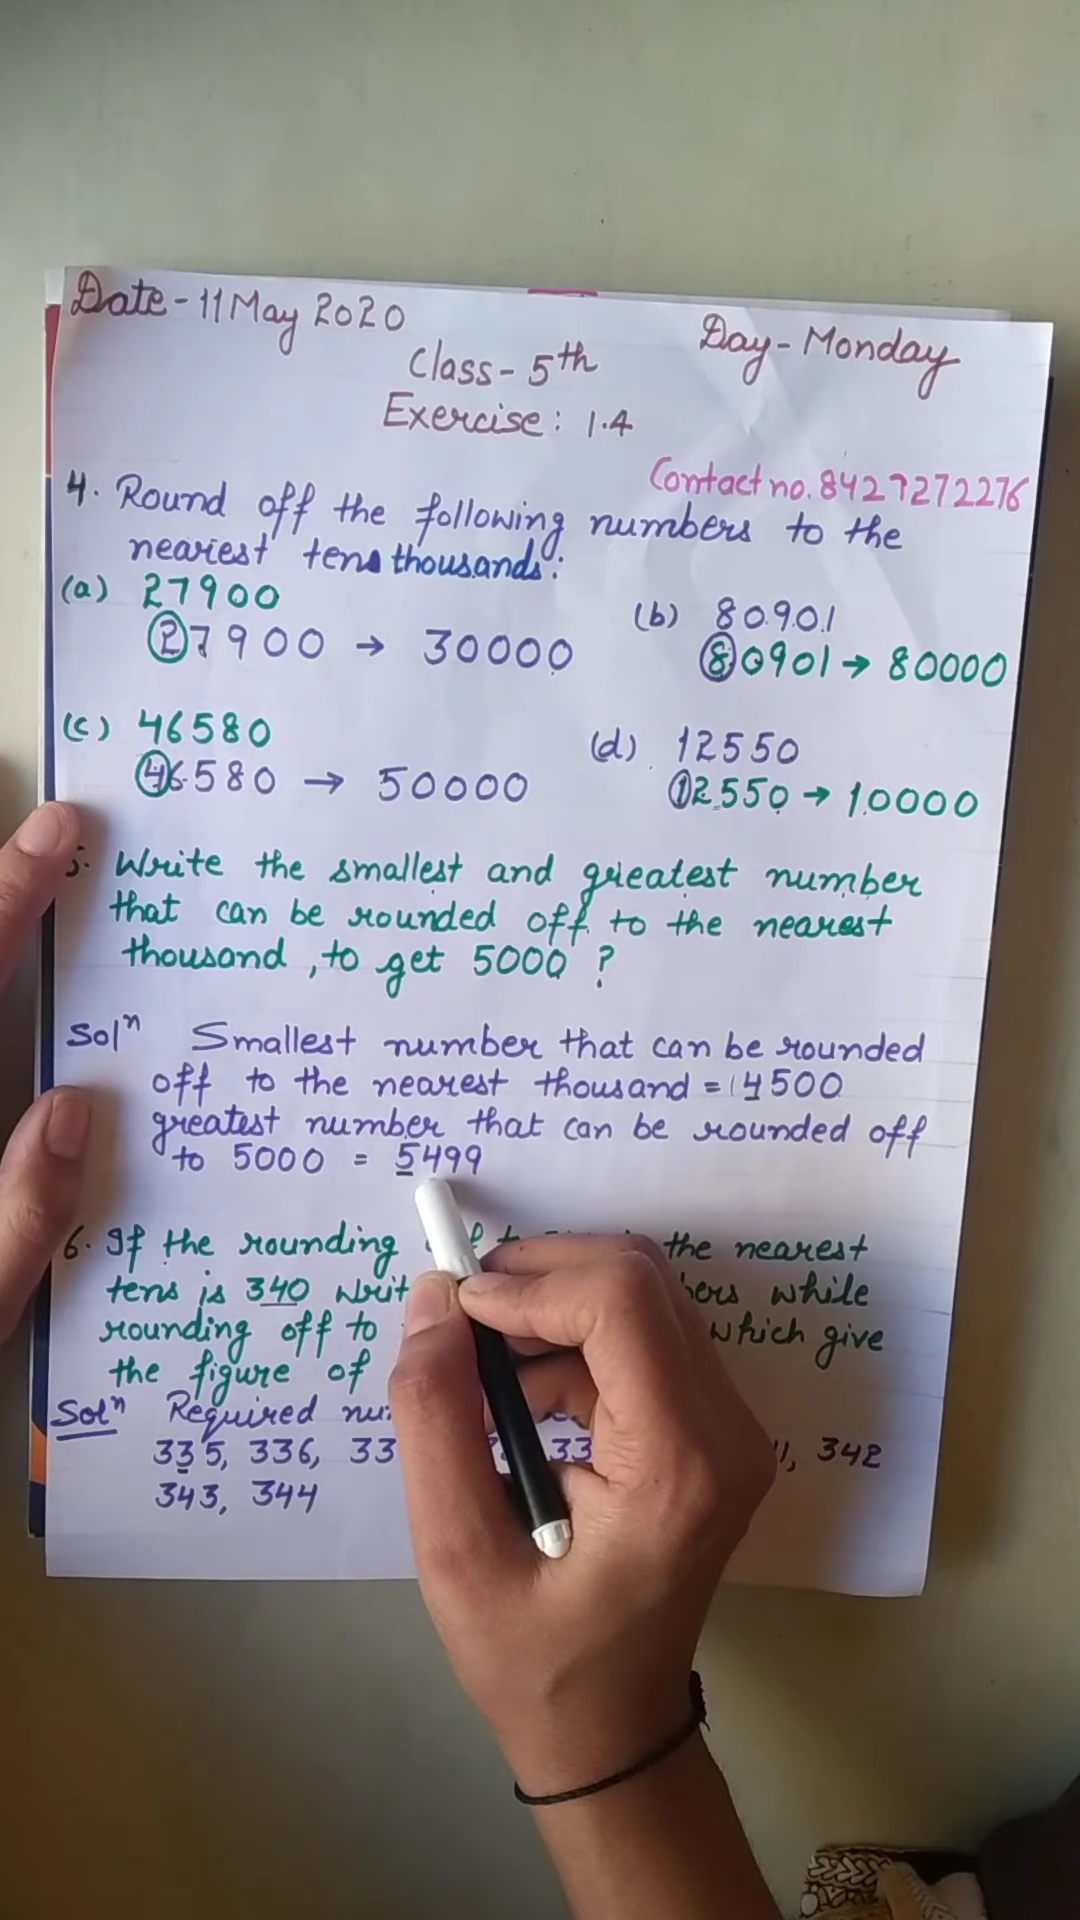 Date - 11 May 2020
Day - Monday
Class - 5th
Exercise: 1.4
Contact no. 8427272276
4. Round off the following numbers to the
nearest tens thousands:
(a) 27900
27900 → 30000
(b) 80901
80901 → 80000
(c) 46580
46580 → 50000
(d) 12550
12550 → 10000
5. Write the smallest and greatest number
that can be rounded off to the nearest
thousand, to get 5000 ?
Solⁿ Smallest number that can be rounded
off to the nearest thousand = 4500
greatest number that can be rounded off
to 5000 = 5499
6. If the rounding the nearest
tens is 340 while
rounding off to which give
the figure of
Solⁿ Required
335, 336, 342
343, 344